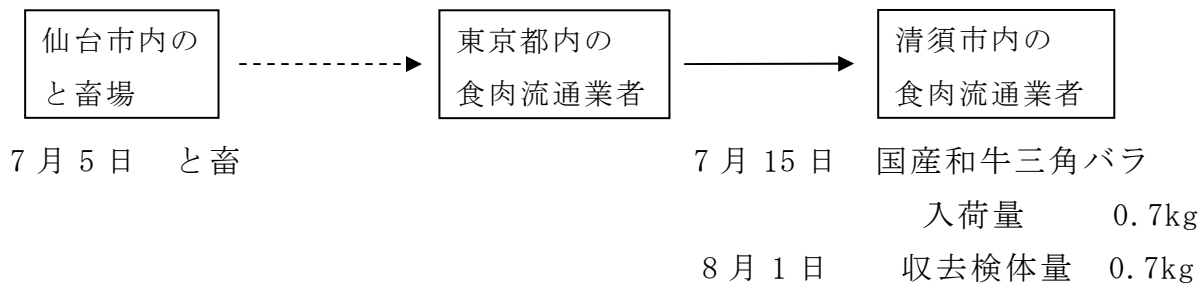 仙台市内の
と畜場
東京都内の
食肉流通業者
清須市内の
食肉流通業者
7月5日 と畜
7月15日 国産和牛三角バラ
入荷量 0.7kg
8月1日 収去検体量 0.7kg